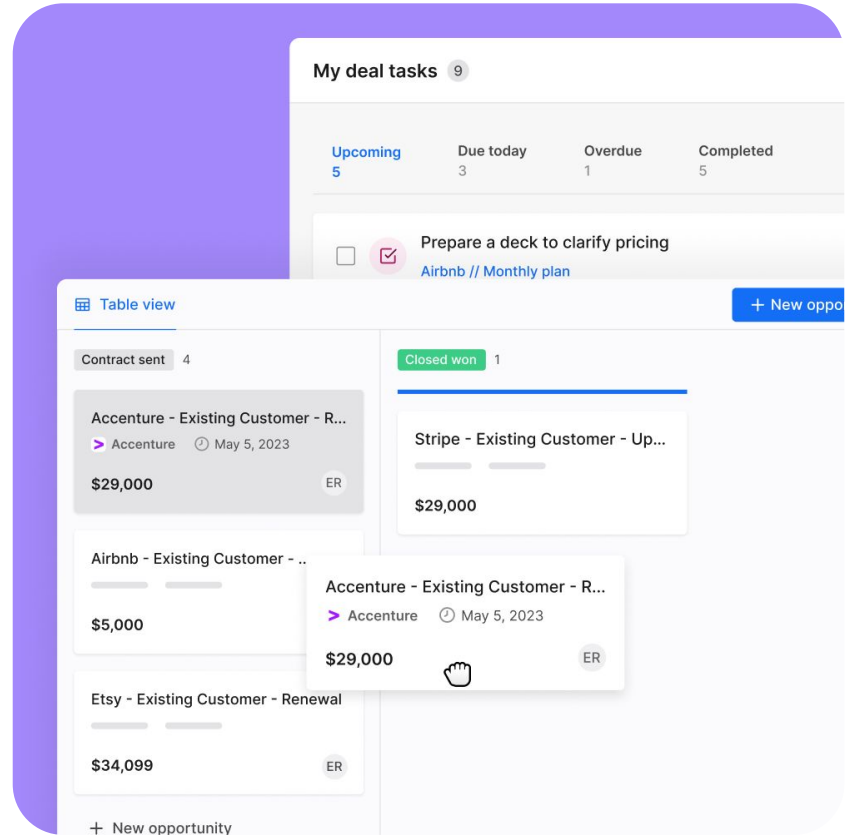 My deal tasks 9
Upcoming Due today Overdue Completed
5 3 1 5
Prepare a deck to clarify pricing
Airbnb // Monthly plan
Table view
+ New oppo
Contract sent 4
Accenture - Existing Customer - R...
Accenture May 5, 2023
$29,000 ER
Airbnb - Existing Customer - ..
$5,000
Etsy - Existing Customer - Renewal
$34,099 ER
+ New opportunity
Closed won 1
Stripe - Existing Customer - Up...
$29,000
Accenture - Existing Customer - R...
Accenture May 5, 2023
$29,000 ER